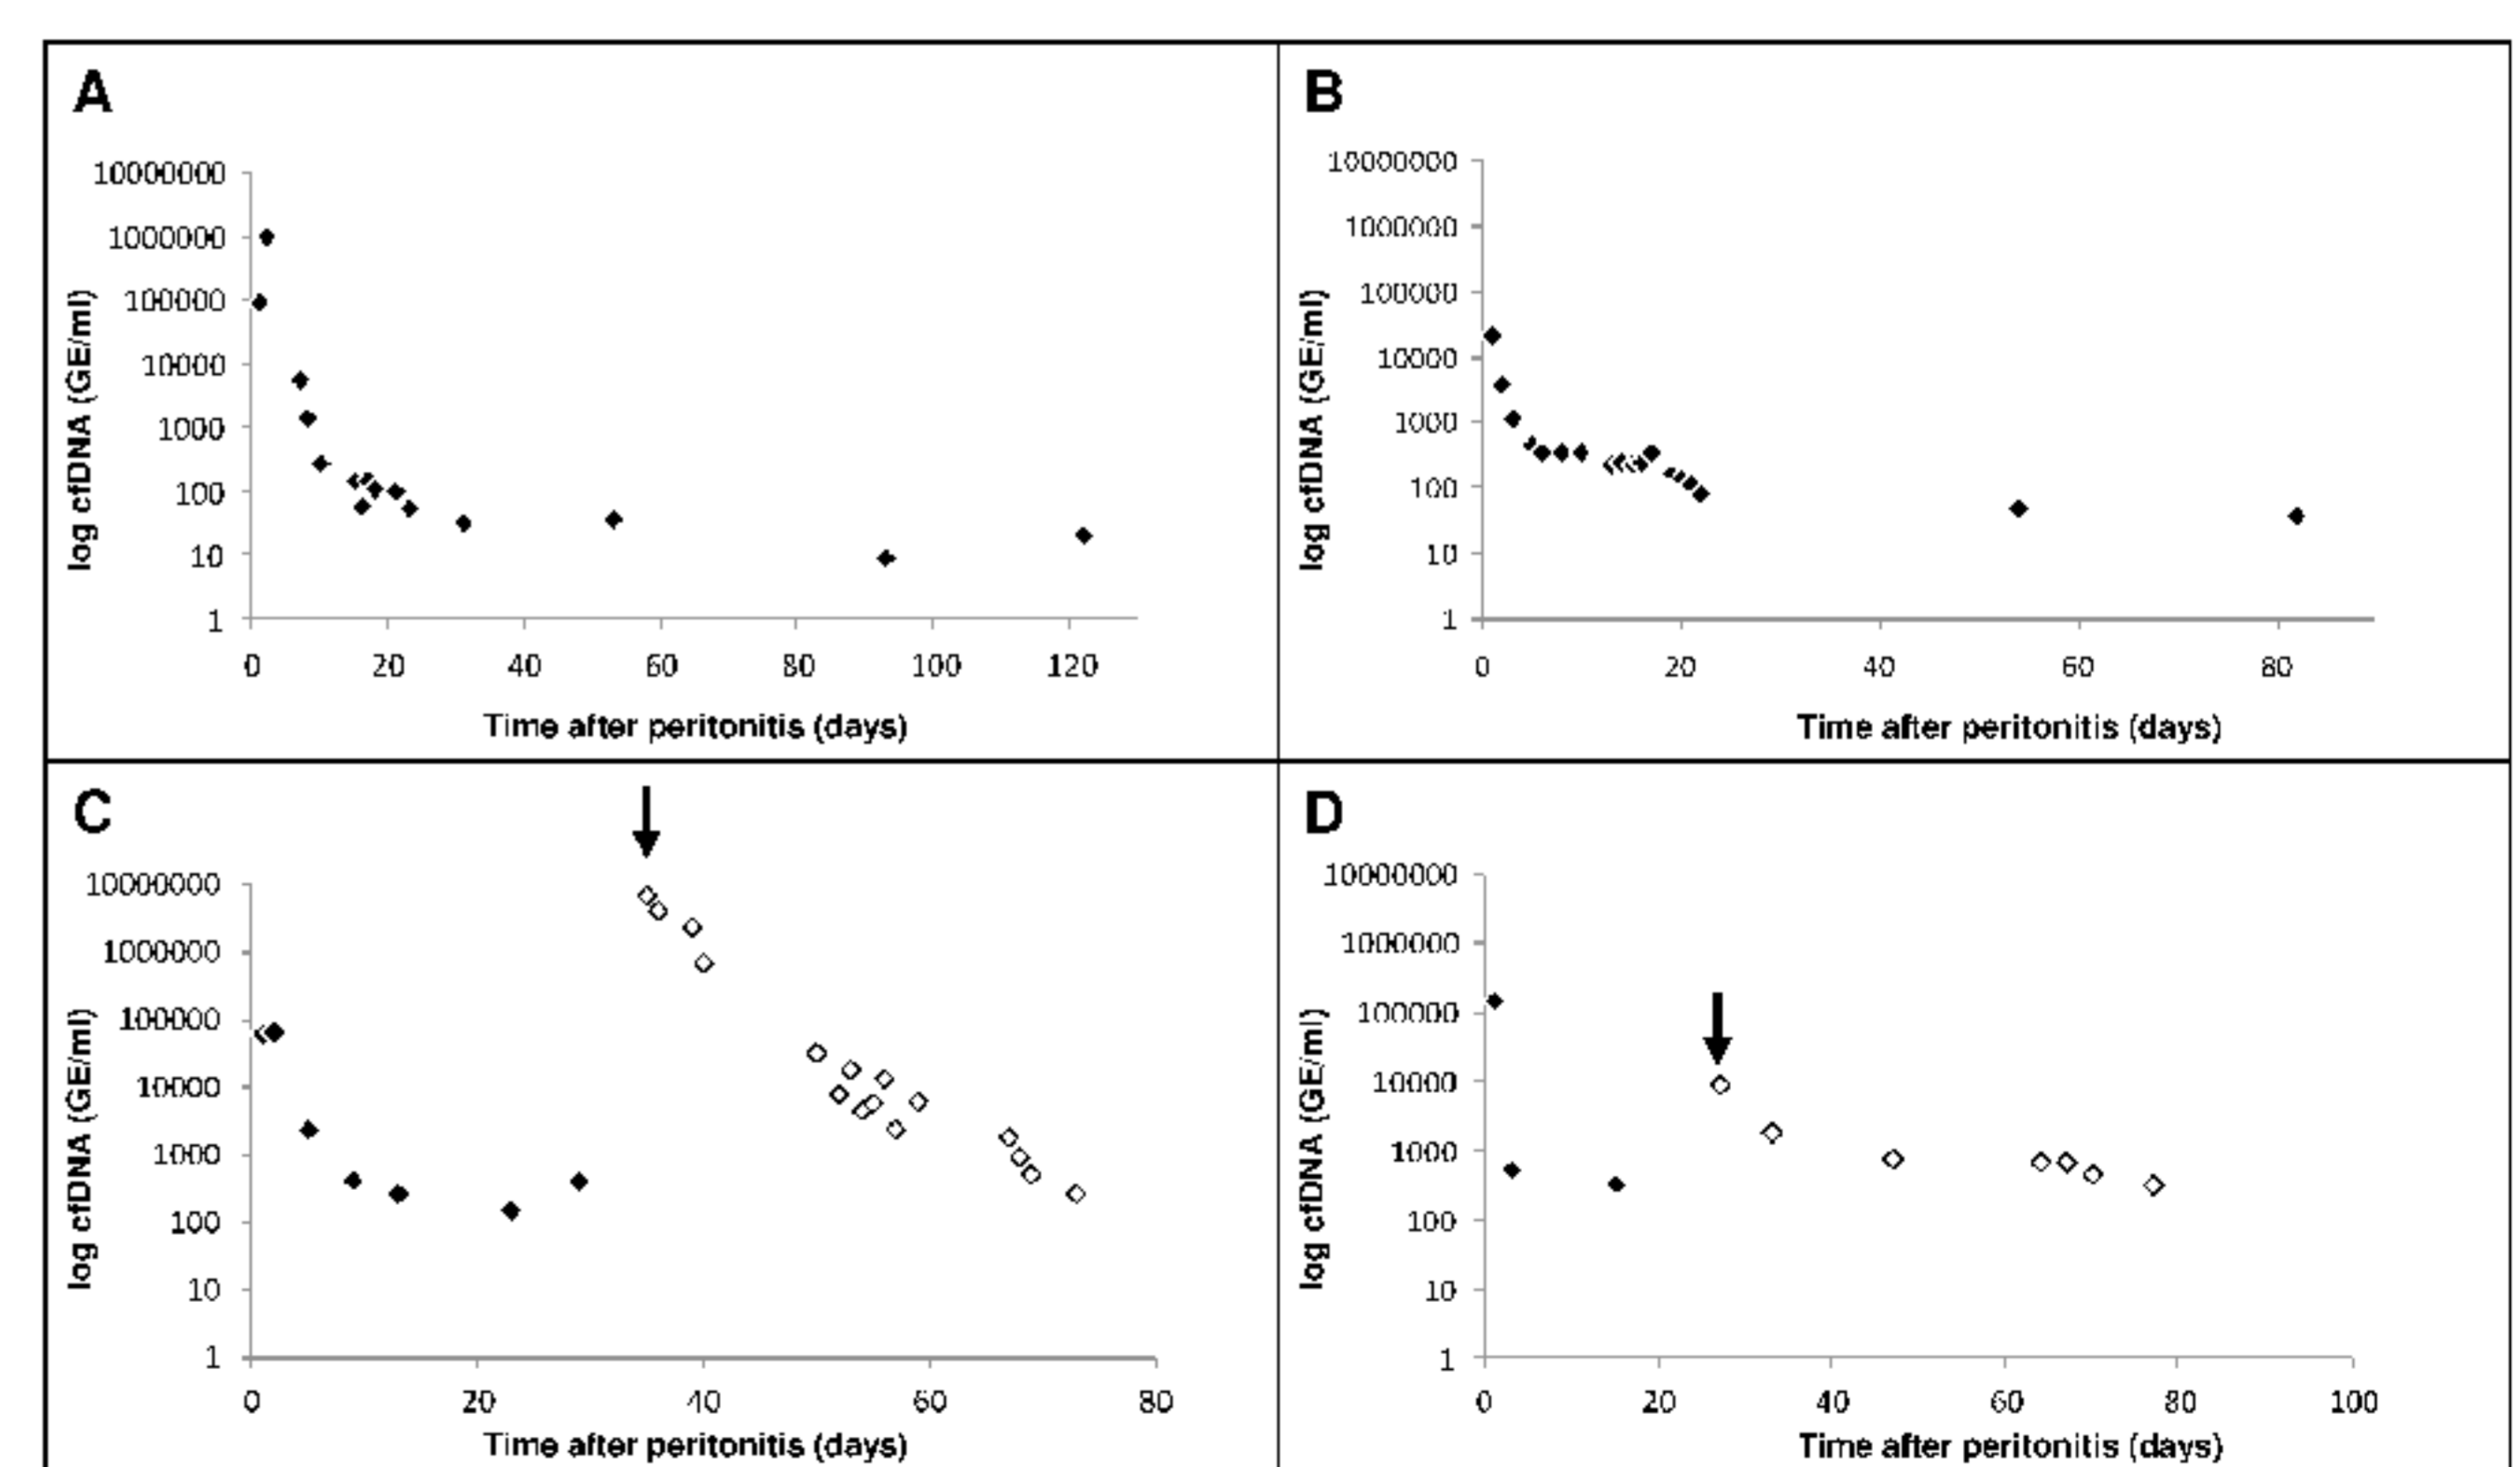 A
10000000
1000000
100000
10000
1000
100
10
1
log cfDNA (GE/ml)
0 20 40 60 80 100 120
Time after peritonitis (days)
B
10000000
1000000
100000
10000
1000
100
10
1
log cfDNA (GE/ml)
0 20 40 60 80
Time after peritonitis (days)
C
10000000
1000000
100000
10000
1000
100
10
1
log cfDNA (GE/ml)
0 20 40 60 80
Time after peritonitis (days)
D
10000000
1000000
100000
10000
1000
100
10
1
log cfDNA (GE/ml)
0 20 40 60 80 100
Time after peritonitis (days)